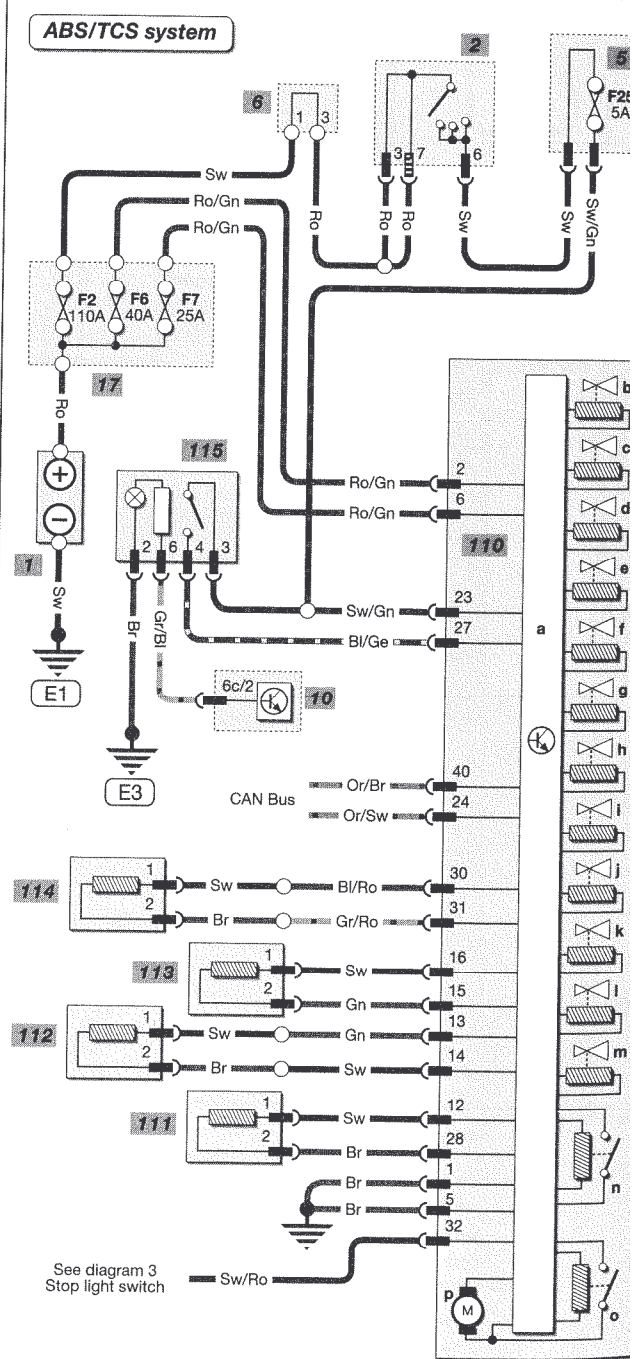 ABS/TCS system
2
5
6
1 3
F25
5A
3 7 6
Sw
Ro/Gn
Ro/Gn
Ro
Ro
Ro
Sw
Sw
Sw/Gn
F2
110A
F6
40A
F7
25A
17
Ro
+
−
1
Sw
E1
115
2 6 4 3
Br
Gr/Bl
6c/2
10
E3
Ro/Gn
2
Ro/Gn
6
110
Sw/Gn
23
Bl/Ge
27
a
b
c
d
e
f
g
h
i
j
k
l
m
n
o
p
M
CAN Bus
Or/Br
40
Or/Sw
24
114
1
Sw
Bl/Ro
30
2
Br
Gr/Ro
31
113
1
Sw
16
2
Gn
15
112
1
Sw
Gn
13
2
Br
Sw
14
111
1
Sw
12
2
Br
28
Br
1
Br
5
32
See diagram 3
Stop light switch
Sw/Ro